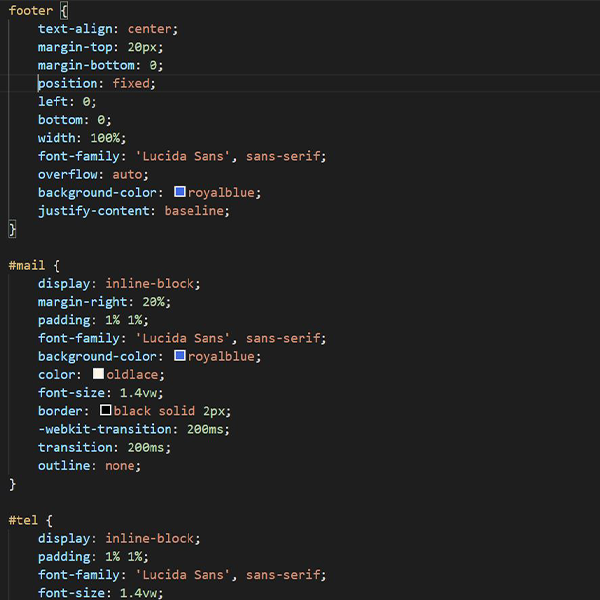 footer {
text-align: center;
margin-top: 20px;
margin-bottom: 0;
position: fixed;
left: 0;
bottom: 0;
width: 100%;
font-family: 'Lucida Sans', sans-serif;
overflow: auto;
background-color: royalblue;
justify-content: baseline;
}
#mail {
display: inline-block;
margin-right: 20%;
padding: 1% 1%;
font-family: 'Lucida Sans', sans-serif;
background-color: royalblue;
color: oldlace;
font-size: 1.4vw;
border: black solid 2px;
-webkit-transition: 200ms;
transition: 200ms;
outline: none;
}
#tel {
display: inline-block;
padding: 1% 1%;
font-family: 'Lucida Sans', sans-serif;
font-size: 1.4vw;